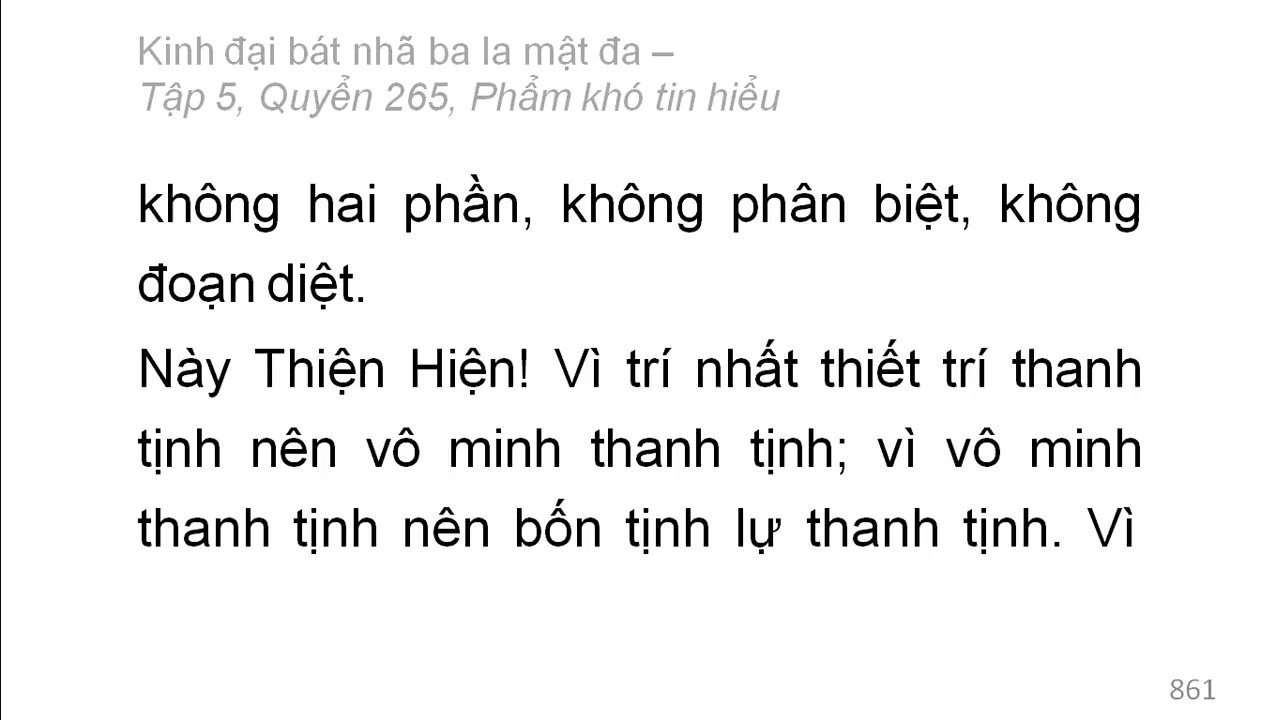 Kinh đại bát nhã ba la mật đa –
Tập 5, Quyển 265, Phẩm khó tin hiểu
không hai phần, không phân biệt, không
đoạn diệt.
Này Thiện Hiện! Vì trí nhất thiết trí thanh
tịnh nên vô minh thanh tịnh; vì vô minh
thanh tịnh nên bốn tịnh lự thanh tịnh. Vì
861